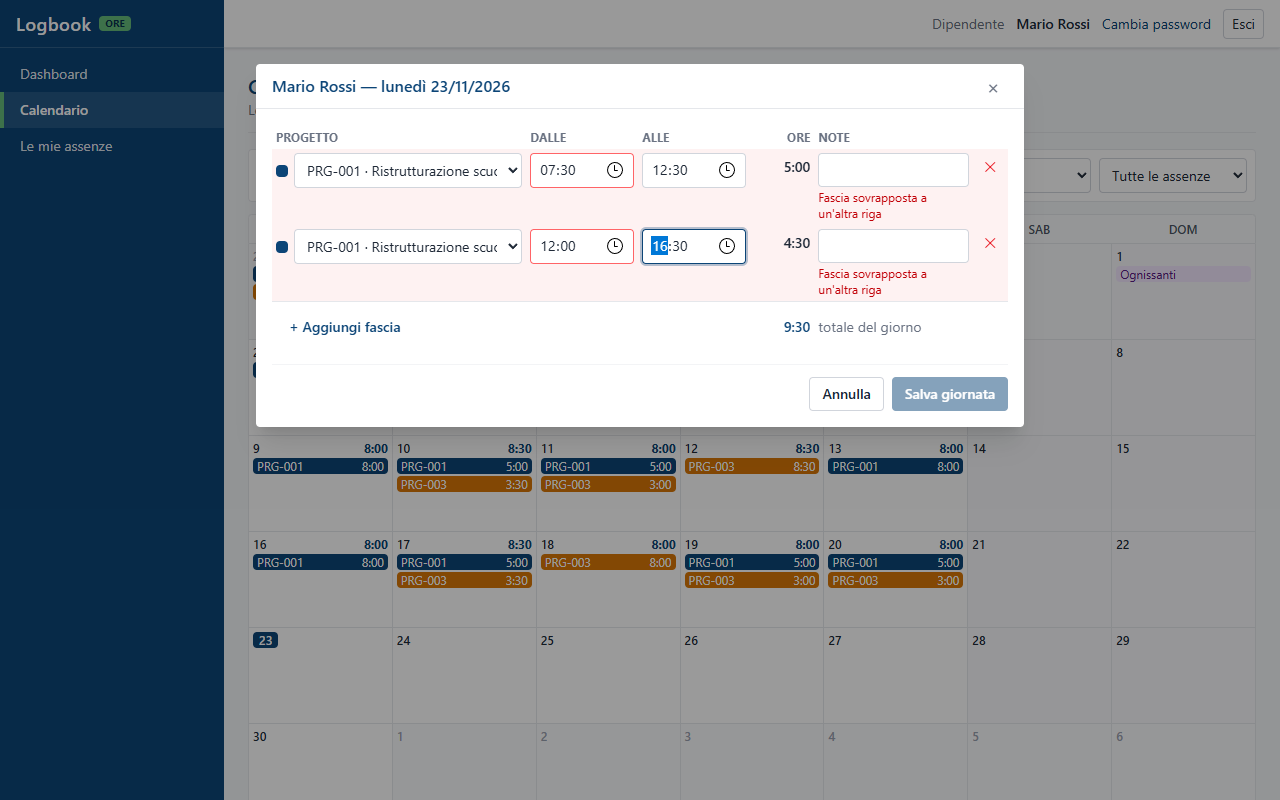 Logbook ORE
Dipendente Mario Rossi Cambia password Esci
Dashboard
Calendario
Le mie assenze
Mario Rossi — lunedì 23/11/2026 ×
PROGETTO DALLE ALLE ORE NOTE
PRG-001 · Ristrutturazione scuo 07:30 12:30 5:00
Fascia sovrapposta a
un'altra riga
PRG-001 · Ristrutturazione scuo 12:00 16:30 4:30
Fascia sovrapposta a
un'altra riga
+ Aggiungi fascia 9:30 totale del giorno
Annulla Salva giornata
Tutte le assenze
SAB DOM
1
Ognissanti
8
9 8:00 10 8:30 11 8:00 12 8:30 13 8:00 14 15
PRG-001 8:00 PRG-001 5:00 PRG-001 5:00 PRG-003 8:30 PRG-001 8:00
PRG-003 3:30 PRG-003 3:00
16 8:00 17 8:30 18 8:00 19 8:00 20 8:00 21 22
PRG-001 8:00 PRG-001 5:00 PRG-003 8:00 PRG-001 5:00 PRG-001 5:00
PRG-003 3:30 PRG-003 3:00 PRG-003 3:00
23 24 25 26 27 28 29
30 1 2 3 4 5 6